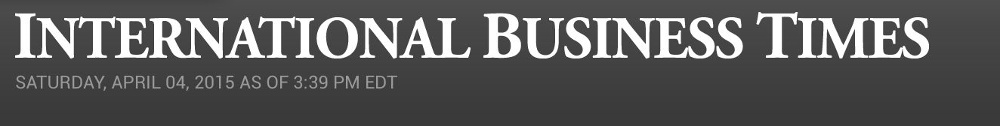 INTERNATIONAL BUSINESS TIMES
SATURDAY, APRIL 04, 2015 AS OF 3:39 PM EDT